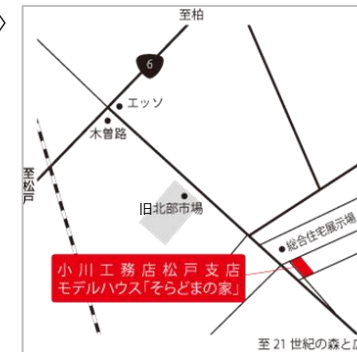 〉
至柏
6
エッソ
木曽路
至松戸
旧北部市場
総合住宅展示場
小川工務店松戸支店
モデルハウス「そらどまの家」
至21世紀の森と広